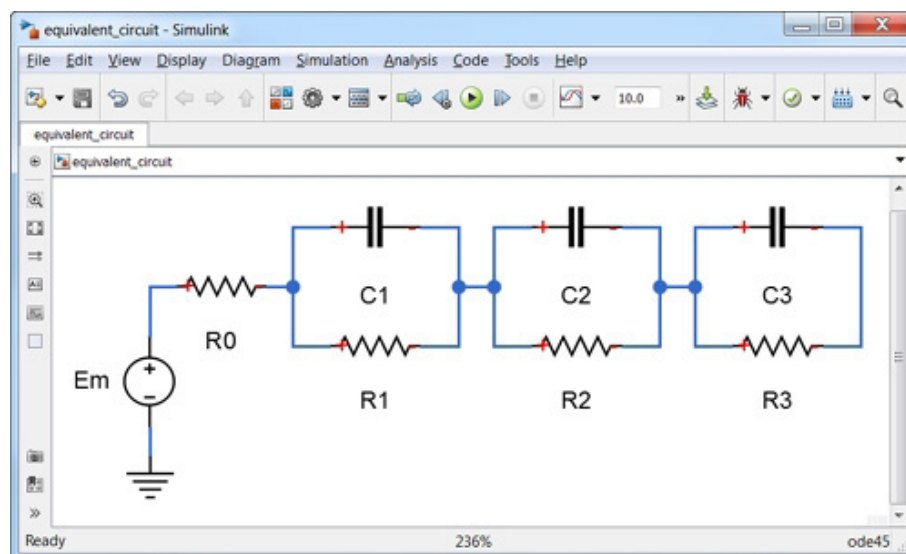 equivalent_circuit - Simulink
File Edit View Display Diagram Simulation Analysis Code Tools Help
10.0 »
equivalent_circuit
equivalent_circuit
C1 C2 C3
R0
Em
R1 R2 R3
»
Ready 236% ode45